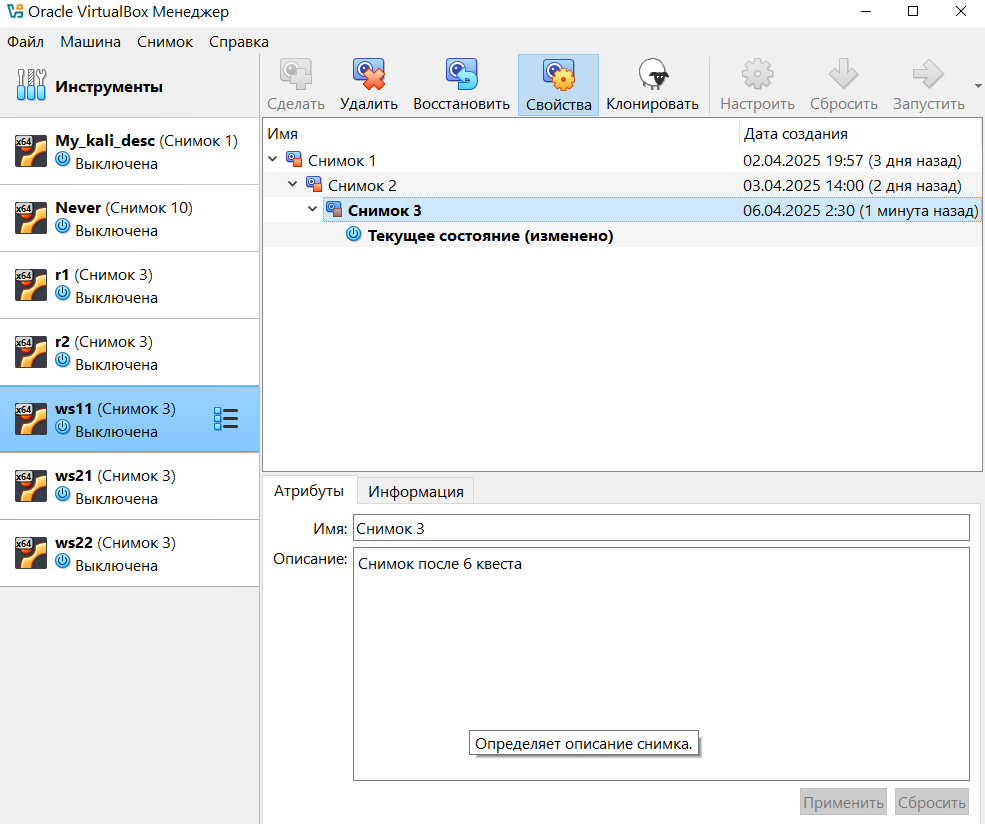 Oracle VirtualBox Менеджер
Файл Машина Снимок Справка
Инструменты
Сделать Удалить Восстановить Свойства Клонировать Настроить Сбросить Запустить
x64 My_kali_desc (Снимок 1)
Выключена
x64 Never (Снимок 10)
Выключена
x64 r1 (Снимок 3)
Выключена
x64 r2 (Снимок 3)
Выключена
x64 ws11 (Снимок 3)
Выключена
x64 ws21 (Снимок 3)
Выключена
x64 ws22 (Снимок 3)
Выключена
Имя Дата создания
Снимок 1 02.04.2025 19:57 (3 дня назад)
Снимок 2 03.04.2025 14:00 (2 дня назад)
Снимок 3 06.04.2025 2:30 (1 минута назад)
Текущее состояние (изменено)
Атрибуты Информация
Имя: Снимок 3
Описание: Снимок после 6 квеста
Определяет описание снимка.
Применить Сбросить